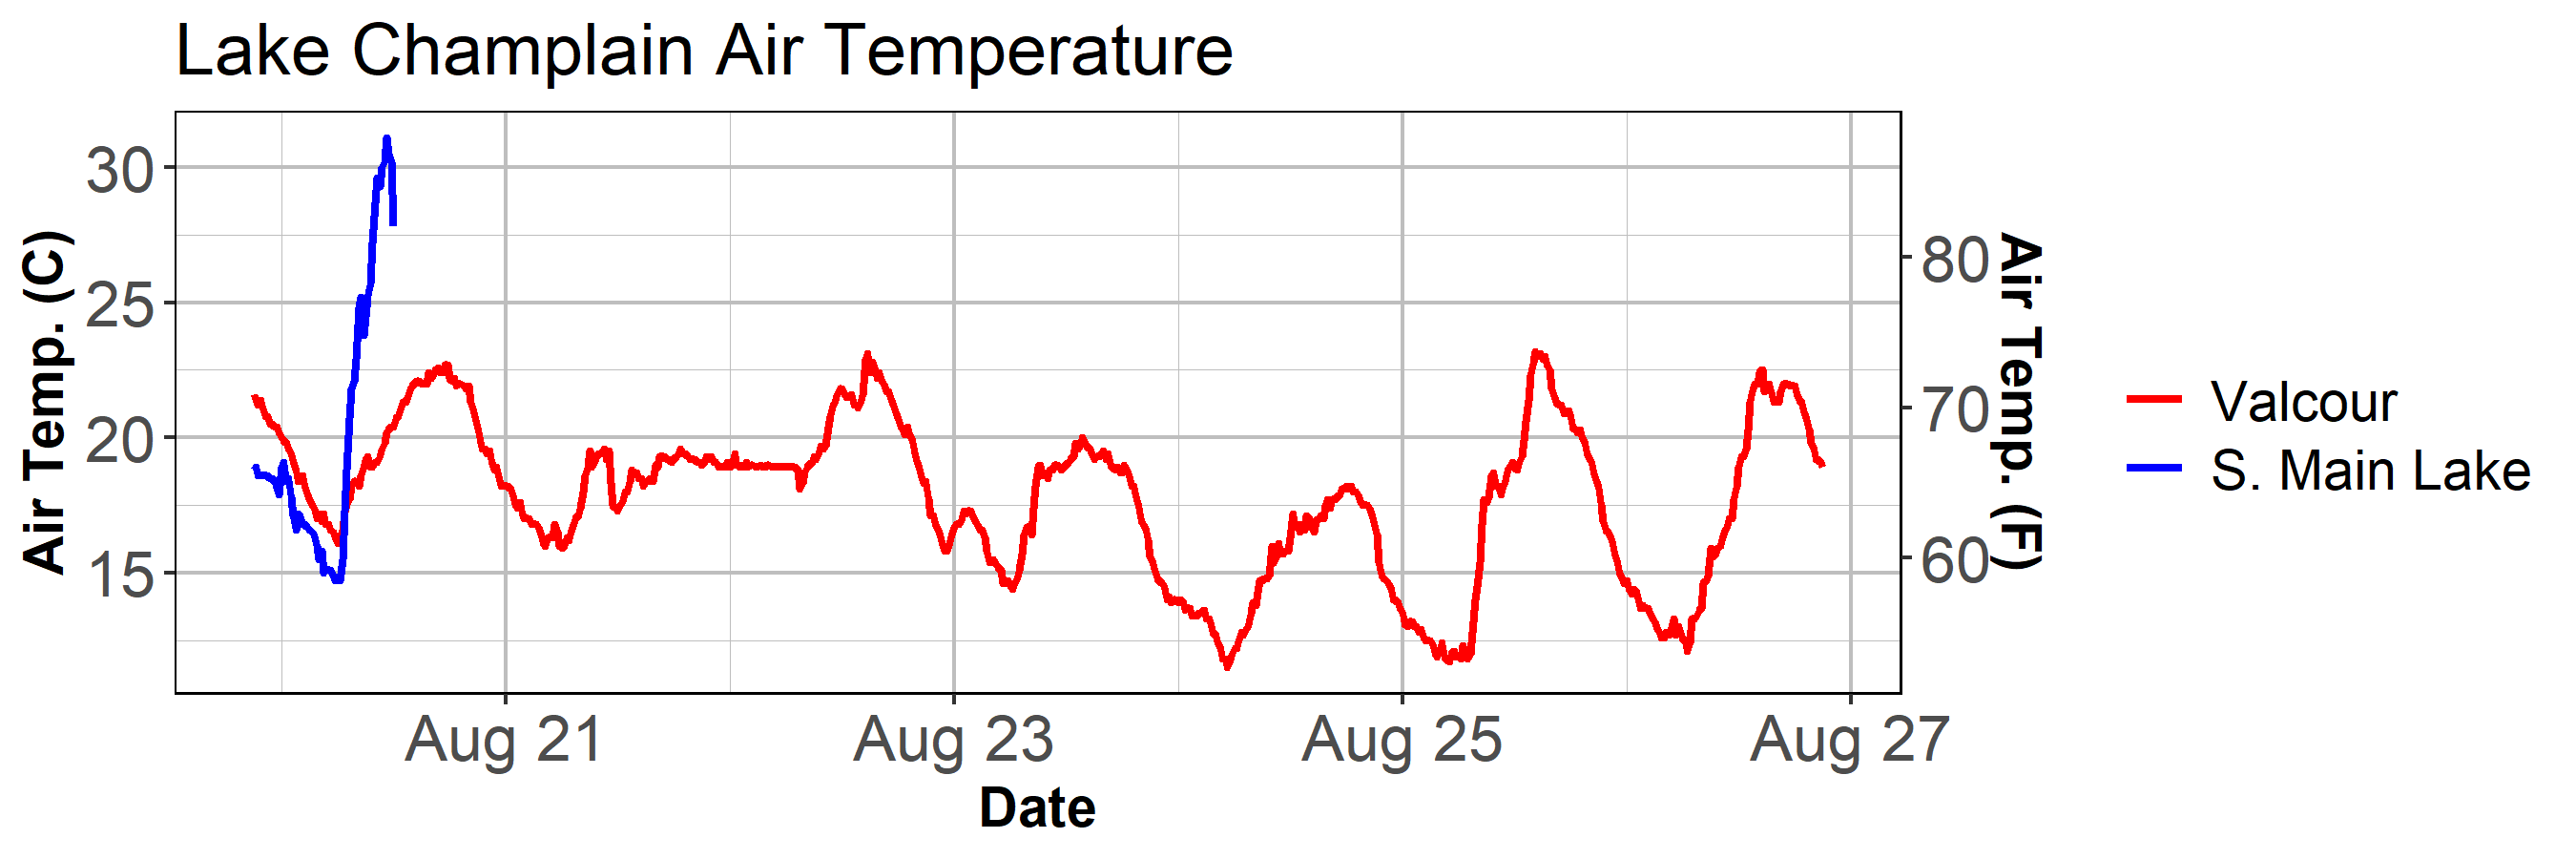 Lake Champlain Air Temperature
Air Temp. (C)
30
25
20
15
80
70
60
Air Temp. (F)
Aug 21
Aug 23
Aug 25
Aug 27
Date
Valcour
S. Main Lake